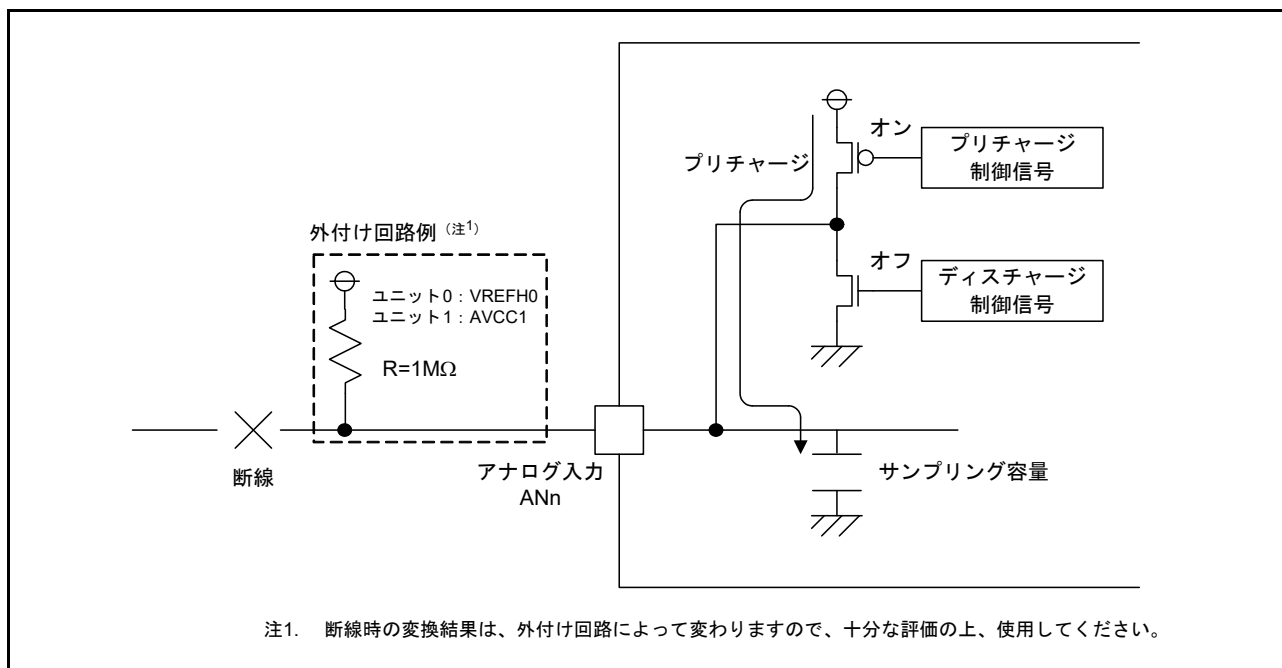 オン
プリチャージ
制御信号
プリチャージ
外付け回路例（注1）
オフ
ディスチャージ
制御信号
ユニット0：VREFH0
ユニット1：AVCC1
R=1MΩ
断線
アナログ入力
ANn
サンプリング容量
注1. 断線時の変換結果は、外付け回路によって変わりますので、十分な評価の上、使用してください。